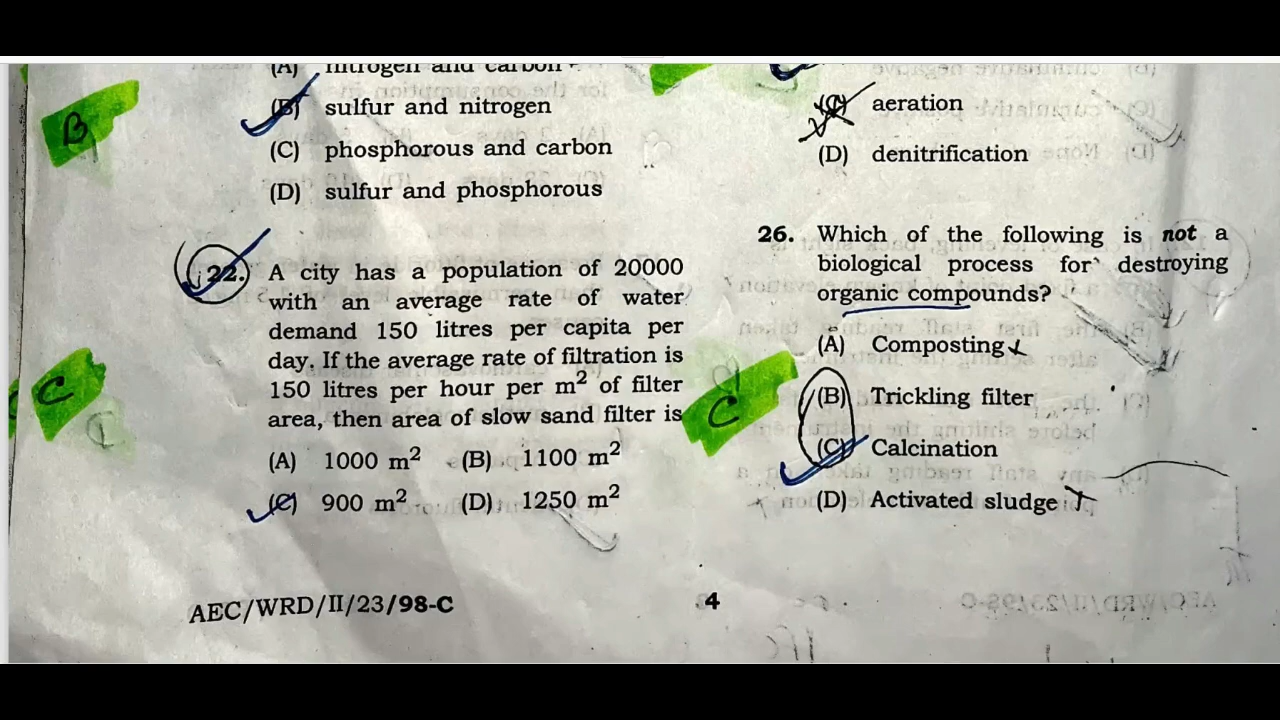 (A) nitrogen and carbon
(B) sulfur and nitrogen
(C) phosphorous and carbon
(D) sulfur and phosphorous
B
22. A city has a population of 20000
with an average rate of water
demand 150 litres per capita per
day. If the average rate of filtration is
150 litres per hour per m² of filter
area, then area of slow sand filter is
(A) 1000 m² (B) 1100 m²
(C) 900 m² (D) 1250 m²
C
(C) aeration
(D) denitrification
26. Which of the following is not a
biological process for destroying
organic compounds?
(A) Composting
(B) Trickling filter
(C) Calcination
(D) Activated sludge
C
AEC/WRD/II/23/98-C
4